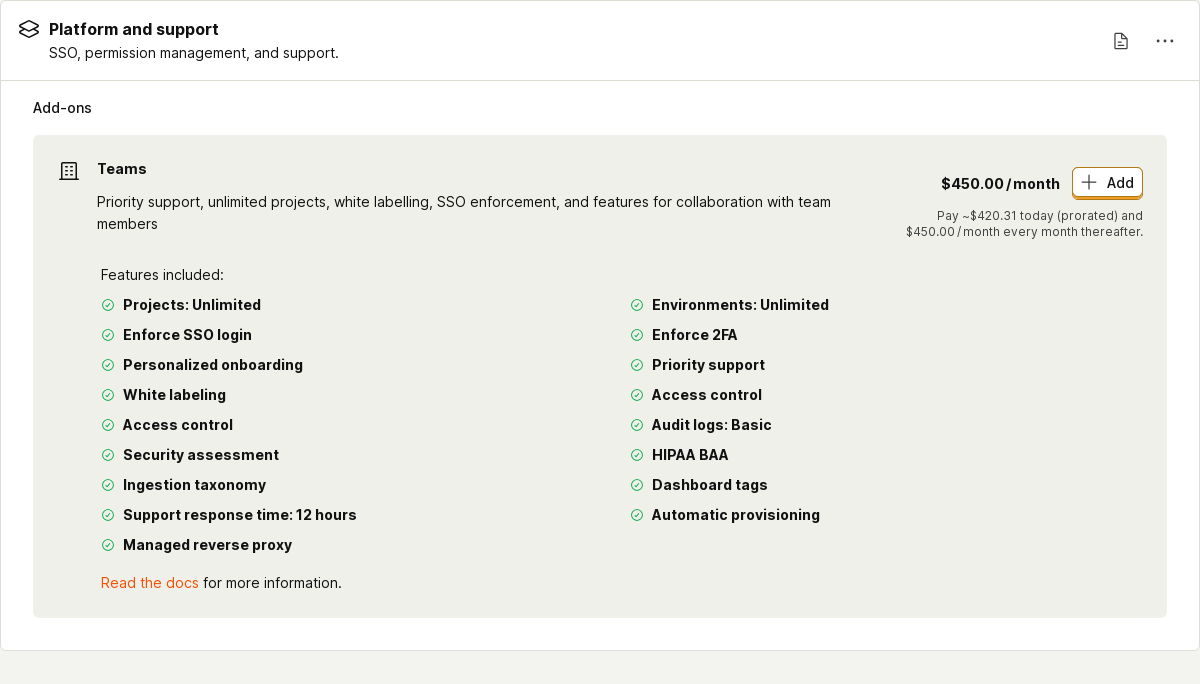 Platform and support
SSO, permission management, and support.
Add-ons
Teams
Priority support, unlimited projects, white labelling, SSO enforcement, and features for collaboration with team
members
$450.00/month
Add
Pay ~$420.31 today (prorated) and
$450.00/month every month thereafter.
Features included:
Projects: Unlimited
Environments: Unlimited
Enforce SSO login
Enforce 2FA
Personalized onboarding
Priority support
White labeling
Access control
Access control
Audit logs: Basic
Security assessment
HIPAA BAA
Ingestion taxonomy
Dashboard tags
Support response time: 12 hours
Automatic provisioning
Managed reverse proxy
Read the docs for more information.